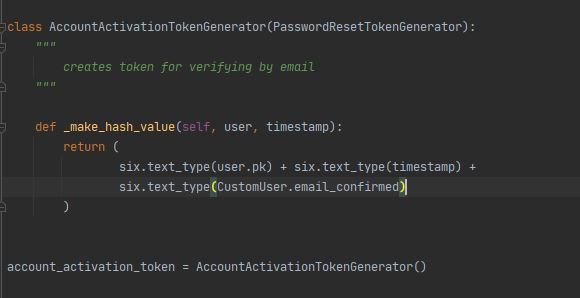 class AccountActivationTokenGenerator(PasswordResetTokenGenerator):
    """
        creates token for verifying by email
    """
    def _make_hash_value(self, user, timestamp):
        return (
                six.text_type(user.pk) + six.text_type(timestamp) +
                six.text_type(CustomUser.email_confirmed)
        )
account_activation_token = AccountActivationTokenGenerator()